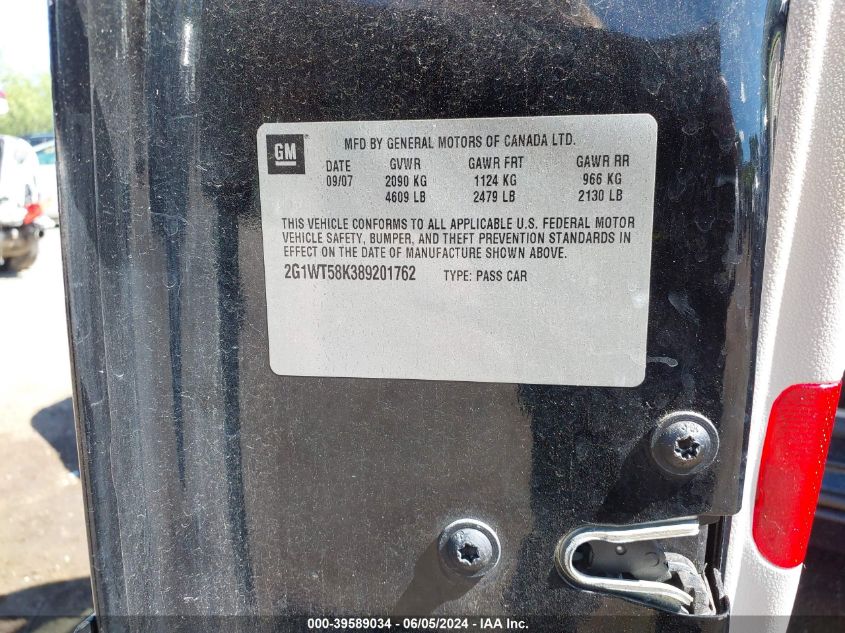 GM
MFD BY GENERAL MOTORS OF CANADA LTD.
DATE GVWR GAWR FRT GAWR RR
09/07 2090 KG 1124 KG 966 KG
4609 LB 2479 LB 2130 LB
THIS VEHICLE CONFORMS TO ALL APPLICABLE U.S. FEDERAL MOTOR
VEHICLE SAFETY, BUMPER, AND THEFT PREVENTION STANDARDS IN
EFFECT ON THE DATE OF MANUFACTURE SHOWN ABOVE.
2G1WT58K389201762 TYPE: PASS CAR
000-39589034 - 06/05/2024 - IAAI.com